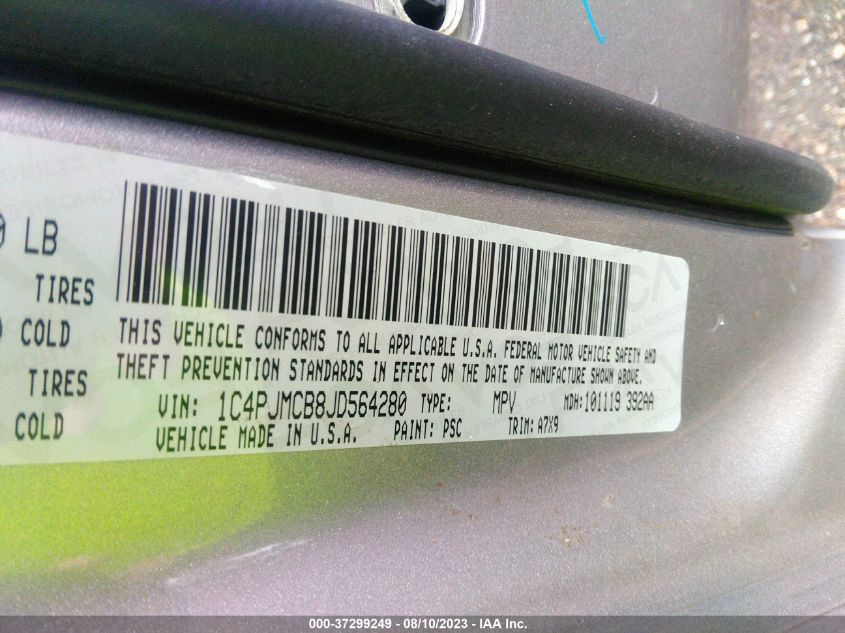 LB
TIRES
COLD
TIRES
COLD
THIS VEHICLE CONFORMS TO ALL APPLICABLE U.S.A. FEDERAL MOTOR VEHICLE SAFETY AND
THEFT PREVENTION STANDARDS IN EFFECT ON THE DATE OF MANUFACTURE SHOWN ABOVE.
VIN: 1C4PJMCB8JD564280 TYPE: MPV MDH:101119 392AA
VEHICLE MADE IN U.S.A. PAINT: PSC TRIM: A7X9
000-37299249 - 08/10/2023 - IAA Inc.